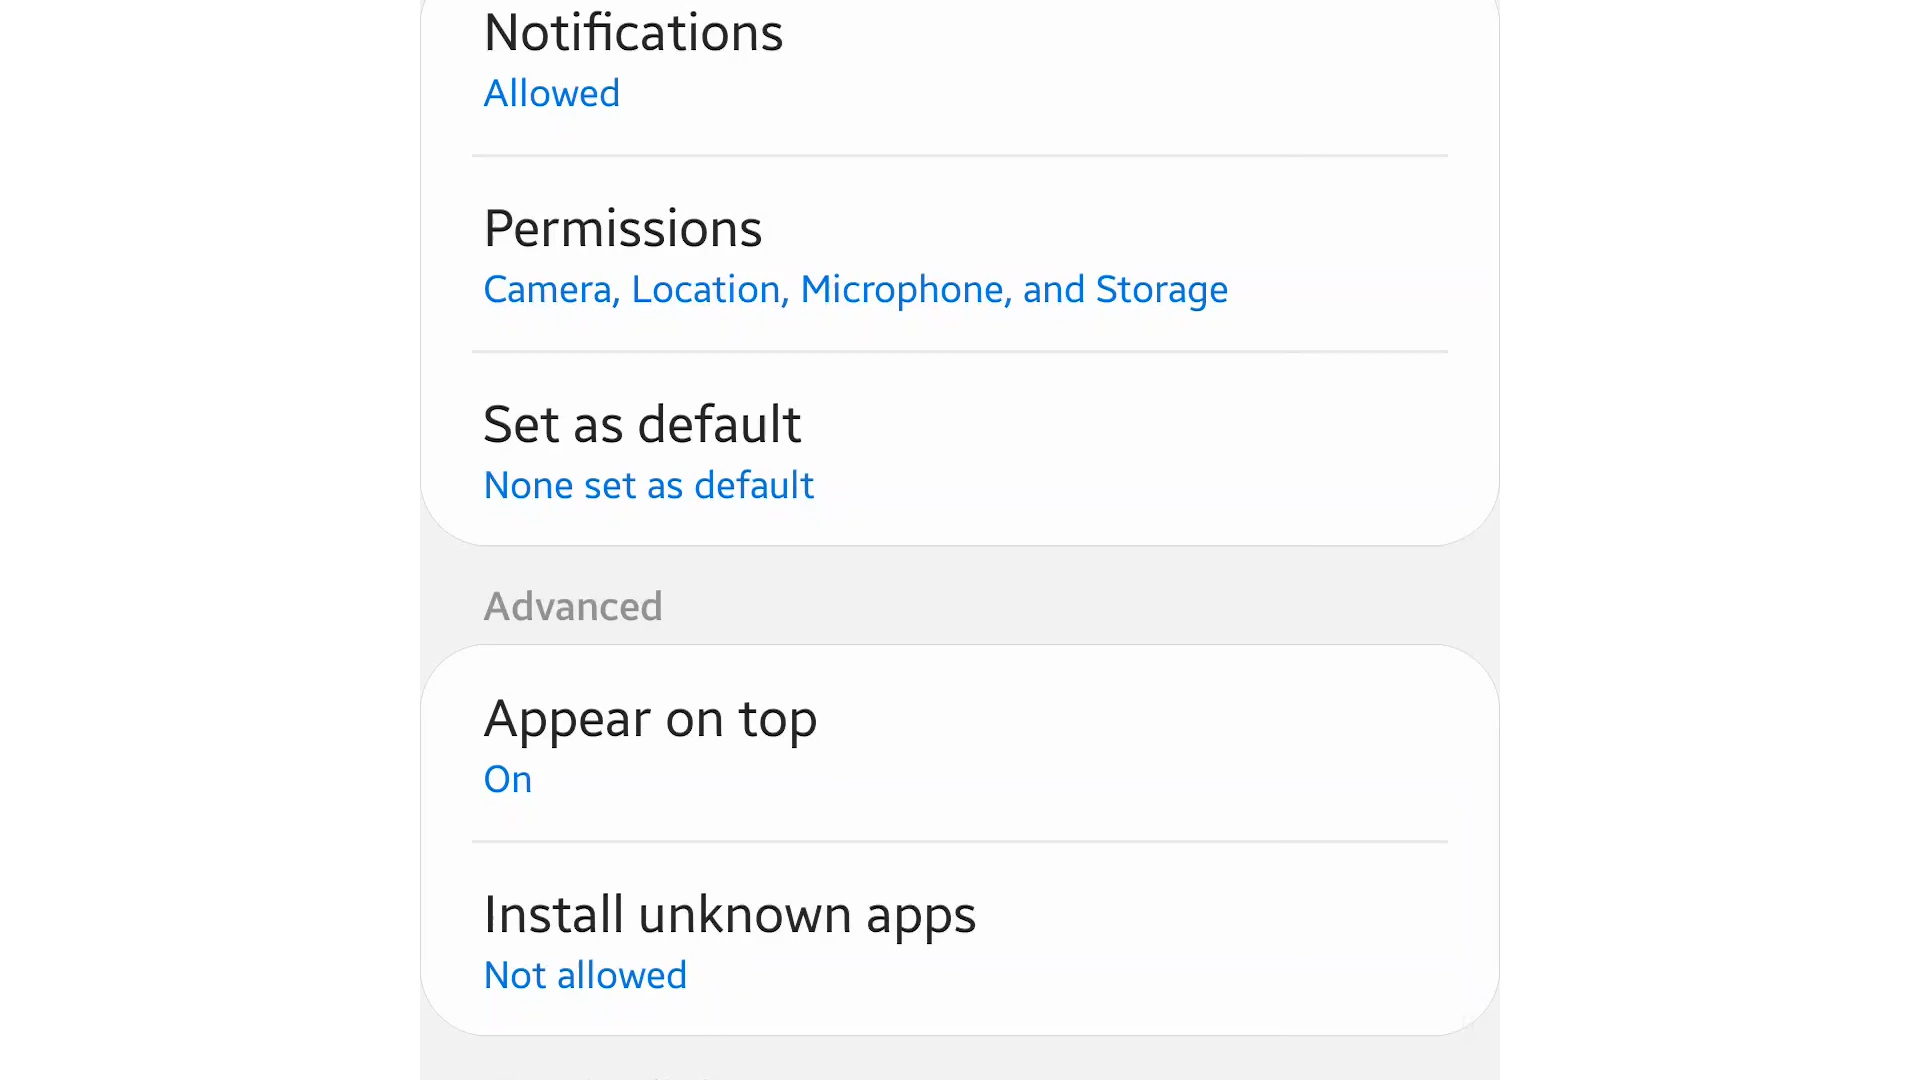 Notifications
Allowed
Permissions
Camera, Location, Microphone, and Storage
Set as default
None set as default
Advanced
Appear on top
On
Install unknown apps
Not allowed